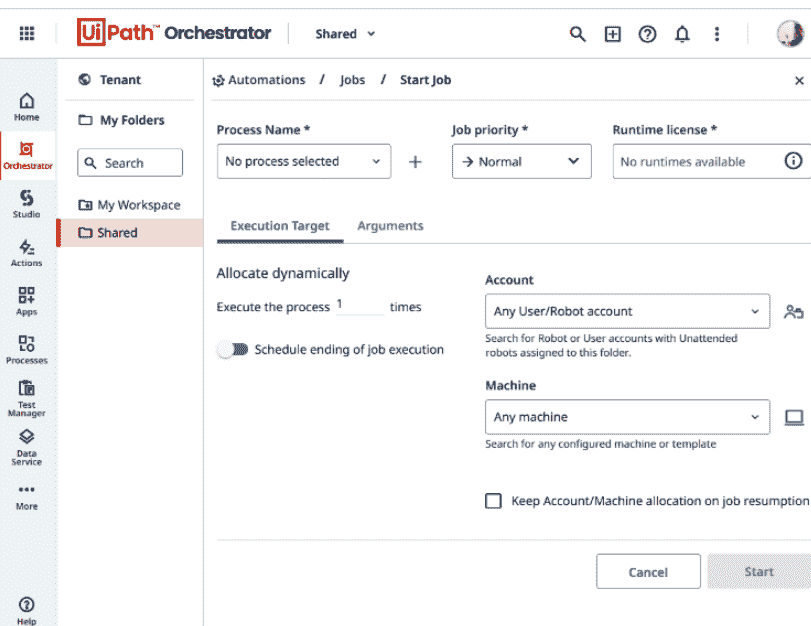 UiPath™ Orchestrator
Shared
Home
Orchestrator
Studio
Actions
Apps
Processes
Test
Manager
Data
Service
More
Help
Tenant
My Folders
Search
My Workspace
Shared
Automations / Jobs / Start Job
Process Name * Job priority * Runtime license *
No process selected Normal No runtimes available
Execution Target Arguments
Allocate dynamically
Execute the process 1 times
Schedule ending of job execution
Account
Any User/Robot account
Search for Robot or User accounts with Unattended
robots assigned to this folder.
Machine
Any machine
Search for any configured machine or template
Keep Account/Machine allocation on job resumption
Cancel Start